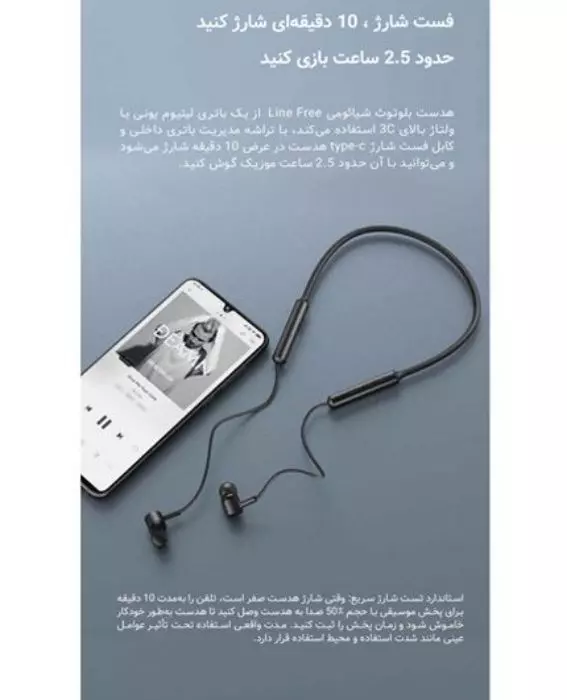 فست شارژ ، 10 دقیقه‌ای شارژ کنید
حدود 2.5 ساعت بازی کنید
هدست بلوتوث شیائومی Line Free از یک باتری لیتیوم یونی با
ولتاژ بالای 3C استفاده می‌کند، با تراشه مدیریت باتری داخلی و
کابل فست شارژ type-c هدست در عرض 10 دقیقه شارژ می‌شود
و می‌توانید با آن حدود 2.5 ساعت موزیک گوش کنید.
استاندارد تست شارژ سریع: وقتی شارژ هدست صفر است، تلفن را به‌مدت 10 دقیقه
برای پخش موسیقی با حجم 50٪ صدا به هدست وصل کنید تا هدست به‌طور خودکار
خاموش شود و زمان پخش را ثبت کنید. مدت واقعی استفاده تحت تأثیر عوامل
عینی مانند شدت استفاده و محیط استفاده قرار دارد.